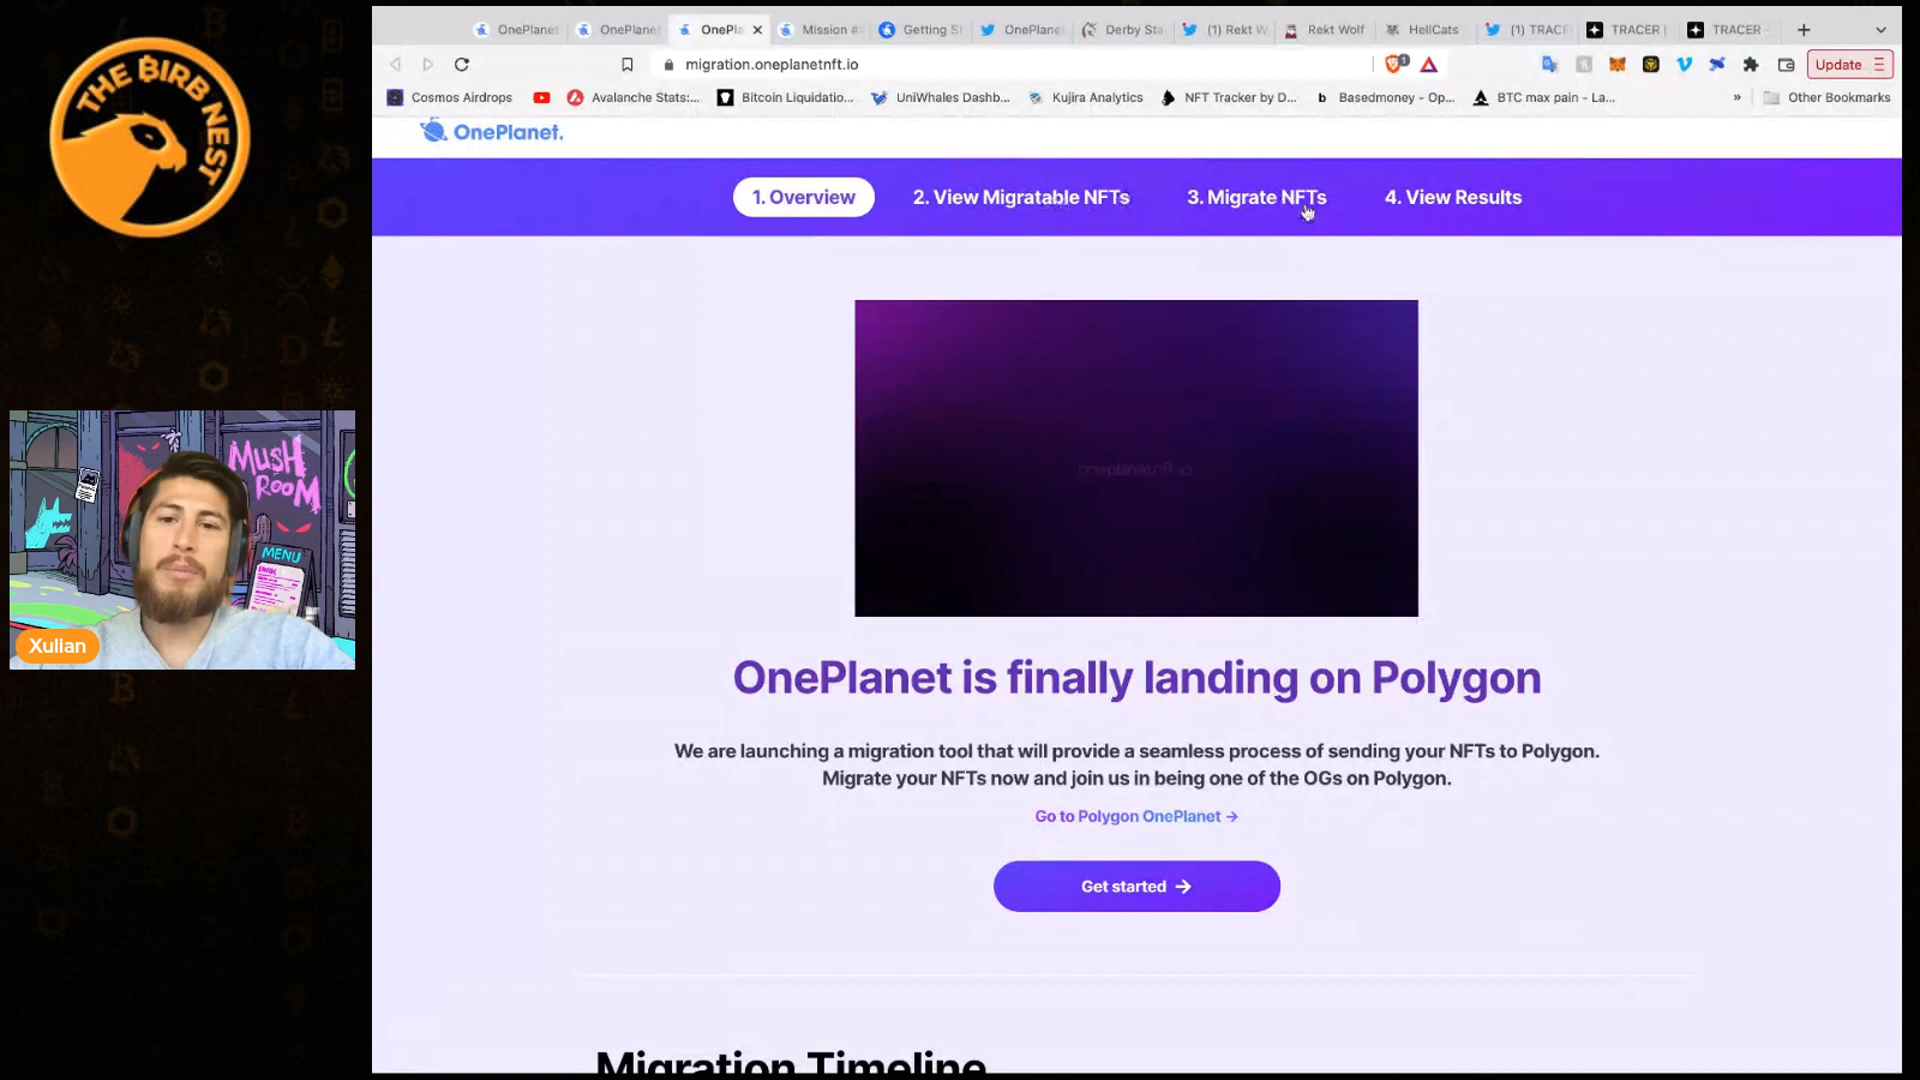 THE BIRB NEST
MUSH
ROOM
MENU
Xulian
OnePlanet
OnePlanet
OnePla
Mission #
Getting S
OnePlane
Derby Sta
(1) Rekt W
Rekt Wolf
HellCats
(1) TRACE
TRACER
TRACER -
migration.oneplanetnft.io
1
Update
Cosmos Airdrops
Avalanche Stats:...
Bitcoin Liquidatio...
UniWhales Dashb...
Kujira Analytics
NFT Tracker by D...
b Basedmoney - Op...
BTC max pain - La...
»
Other Bookmarks
OnePlanet.
1. Overview
2. View Migratable NFTs
3. Migrate NFTs
4. View Results
oneplanetnft.io
OnePlanet is finally landing on Polygon
We are launching a migration tool that will provide a seamless process of sending your NFTs to Polygon.
Migrate your NFTs now and join us in being one of the OGs on Polygon.
Go to Polygon OnePlanet →
Get started →
Migration Timeline